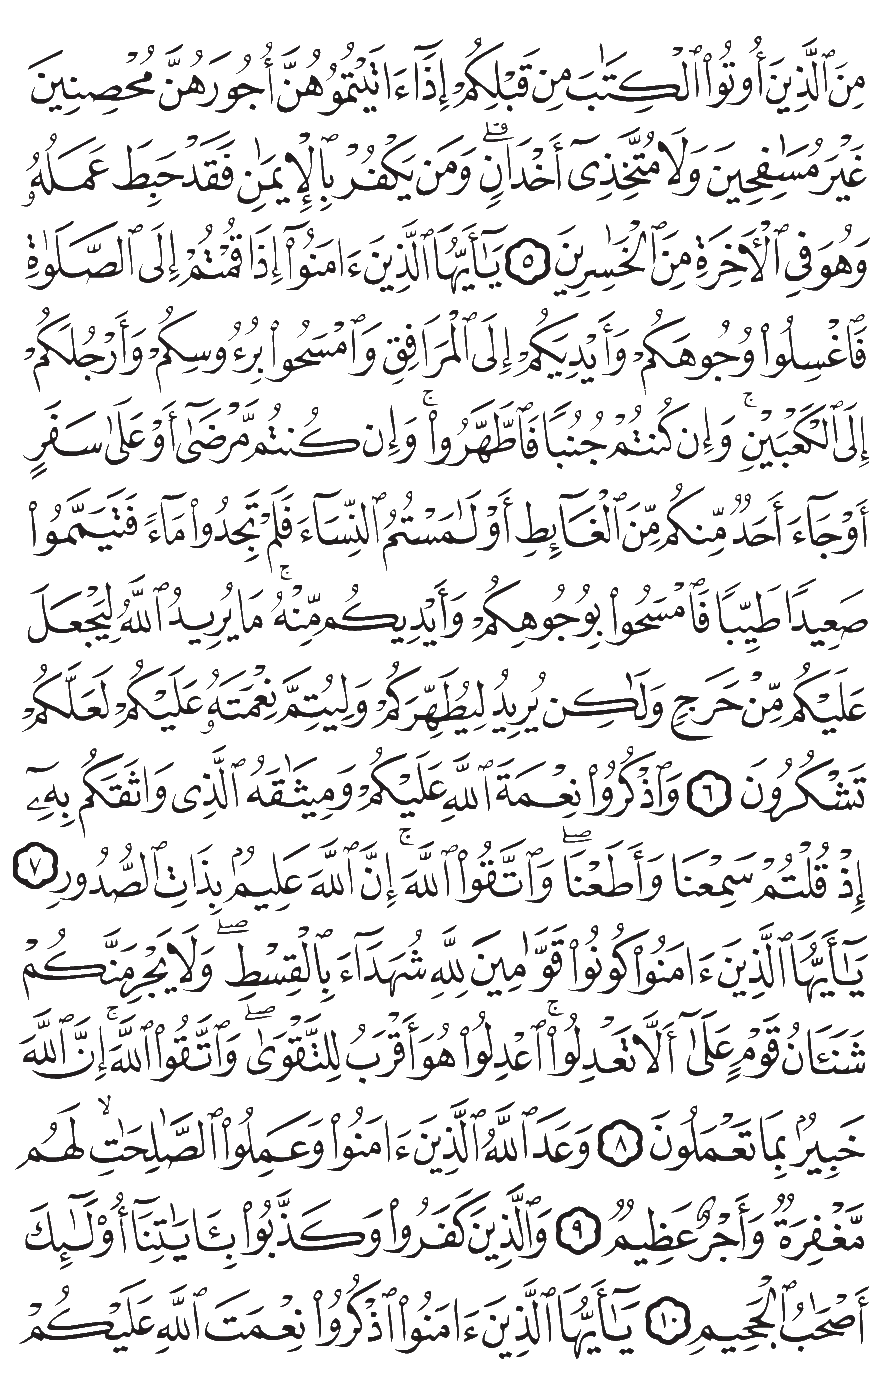 مِنَ ٱلَّذِينَ أُوتُوا۟ ٱلْكِتَٰبَ مِن قَبْلِكُمْ إِذَآ ءَاتَيْتُمُوهُنَّ أُجُورَهُنَّ مُحْصِنِينَ
غَيْرَ مُسَٰفِحِينَ وَلَا مُتَّخِذِىٓ أَخْدَانٍۢ ۗ وَمَن يَكْفُرْ بِٱلْإِيمَٰنِ فَقَدْ حَبِطَ عَمَلُهُۥ
وَهُوَ فِى ٱلْءَاخِرَةِ مِنَ ٱلْخَٰسِرِينَ ٥ يَٰٓأَيُّهَا ٱلَّذِينَ ءَامَنُوٓا۟ إِذَا قُمْتُمْ إِلَى ٱلصَّلَوٰةِ
فَٱغْسِلُوا۟ وُجُوهَكُمْ وَأَيْدِيَكُمْ إِلَى ٱلْمَرَافِقِ وَٱمْسَحُوا۟ بِرُءُوسِكُمْ وَأَرْجُلَكُمْ
إِلَى ٱلْكَعْبَيْنِ ۚ وَإِن كُنتُمْ جُنُبًا فَٱطَّهَّرُوا۟ ۚ وَإِن كُنتُم مَّرْضَىٰٓ أَوْ عَلَىٰ سَفَرٍ
أَوْ جَآءَ أَحَدٌ مِّنكُم مِّنَ ٱلْغَآئِطِ أَوْ لَٰمَسْتُمُ ٱلنِّسَآءَ فَلَمْ تَجِدُوا۟ مَآءً فَتَيَمَّمُوا۟
صَعِيدًا طَيِّبًا فَٱمْسَحُوا۟ بِوُجُوهِكُمْ وَأَيْدِيكُم مِّنْهُ ۚ مَا يُرِيدُ ٱللَّهُ لِيَجْعَلَ
عَلَيْكُم مِّنْ حَرَجٍ وَلَٰكِن يُرِيدُ لِيُطَهِّرَكُمْ وَلِيُتِمَّ نِعْمَتَهُۥ عَلَيْكُمْ لَعَلَّكُمْ
تَشْكُرُونَ ٦ وَٱذْكُرُوا۟ نِعْمَةَ ٱللَّهِ عَلَيْكُمْ وَمِيثَٰقَهُ ٱلَّذِى وَاثَقَكُم بِهِۦٓ
إِذْ قُلْتُمْ سَمِعْنَا وَأَطَعْنَا ۖ وَٱتَّقُوا۟ ٱللَّهَ ۚ إِنَّ ٱللَّهَ عَلِيمٌۢ بِذَاتِ ٱلصُّدُورِ ٧
يَٰٓأَيُّهَا ٱلَّذِينَ ءَامَنُوا۟ كُونُوا۟ قَوَّٰمِينَ لِلَّهِ شُهَدَآءَ بِٱلْقِسْطِ ۖ وَلَا يَجْرِمَنَّكُمْ
شَنَـَٔانُ قَوْمٍ عَلَىٰٓ أَلَّا تَعْدِلُوا۟ ۚ ٱعْدِلُوا۟ هُوَ أَقْرَبُ لِلتَّقْوَىٰ ۖ وَٱتَّقُوا۟ ٱللَّهَ ۚ إِنَّ ٱللَّهَ
خَبِيرٌۢ بِمَا تَعْمَلُونَ ٨ وَعَدَ ٱللَّهُ ٱلَّذِينَ ءَامَنُوا۟ وَعَمِلُوا۟ ٱلصَّٰلِحَٰتِ ۙ لَهُم
مَّغْفِرَةٌ وَأَجْرٌ عَظِيمٌ ٩ وَٱلَّذِينَ كَفَرُوا۟ وَكَذَّبُوا۟ بِـَٔايَٰتِنَآ أُو۟لَٰٓئِكَ
أَصْحَٰبُ ٱلْجَحِيمِ ١٠ يَٰٓأَيُّهَا ٱلَّذِينَ ءَامَنُوا۟ ٱذْكُرُوا۟ نِعْمَتَ ٱللَّهِ عَلَيْكُمْ